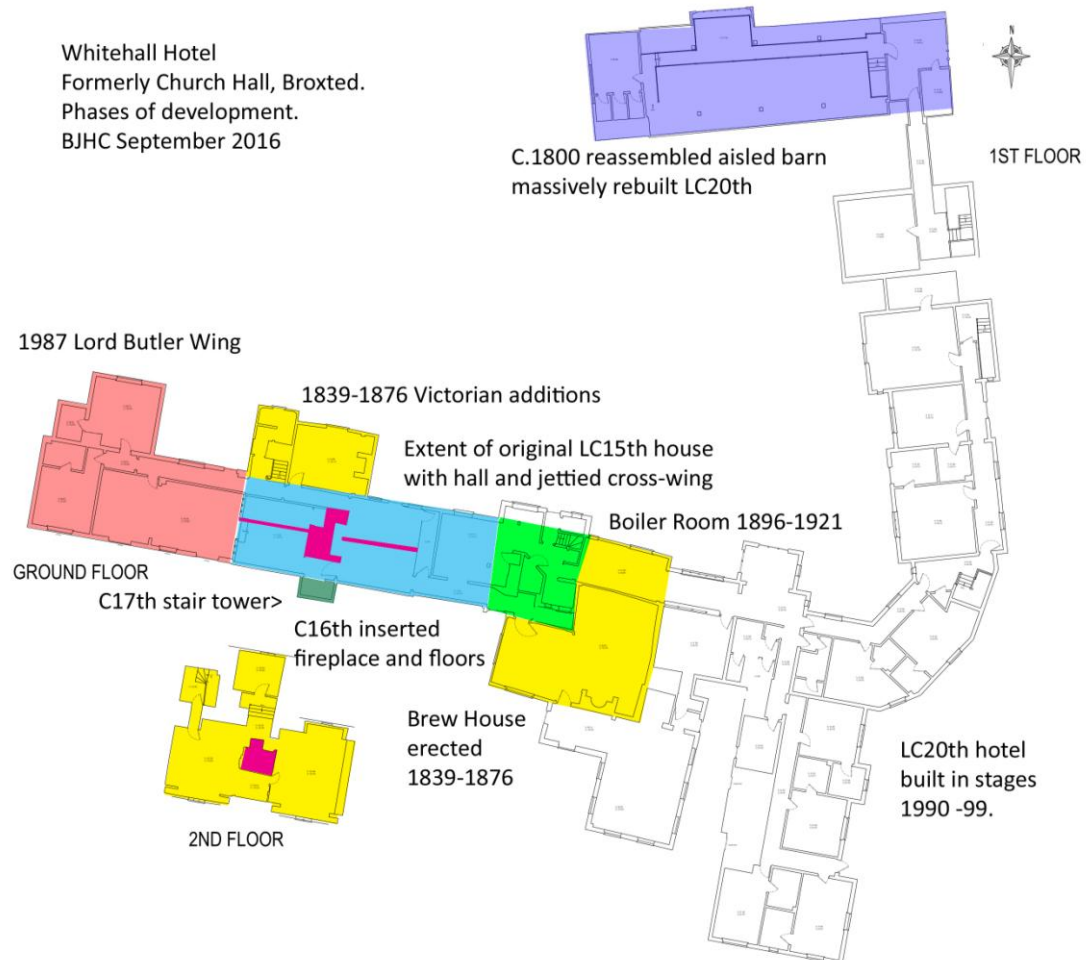 Whitehall Hotel
Formerly Church Hall, Broxted.
Phases of development.
BJHC September 2016
N
C.1800 reassembled aisled barn
massively rebuilt LC20th
1ST FLOOR
1987 Lord Butler Wing
1839-1876 Victorian additions
Extent of original LC15th house
with hall and jettied cross-wing
Boiler Room 1896-1921
GROUND FLOOR
C17th stair tower>
C16th inserted
fireplace and floors
Brew House
erected
1839-1876
2ND FLOOR
LC20th hotel
built in stages
1990 -99.